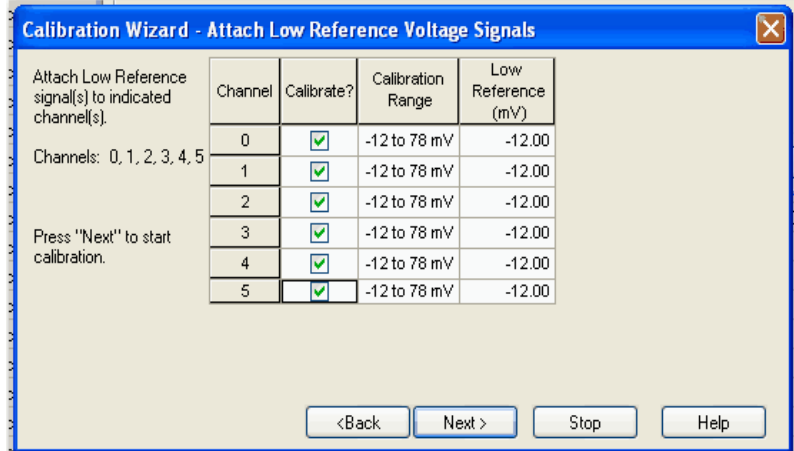 Calibration Wizard - Attach Low Reference Voltage Signals
Attach Low Reference
signal(s) to indicated
channel(s).
Channels: 0, 1, 2, 3, 4, 5
Press "Next" to start
calibration.
Channel Calibrate? Calibration Range Low Reference (mV)
0 -12 to 78 mV -12.00
1 -12 to 78 mV -12.00
2 -12 to 78 mV -12.00
3 -12 to 78 mV -12.00
4 -12 to 78 mV -12.00
5 -12 to 78 mV -12.00
<Back Next > Stop Help